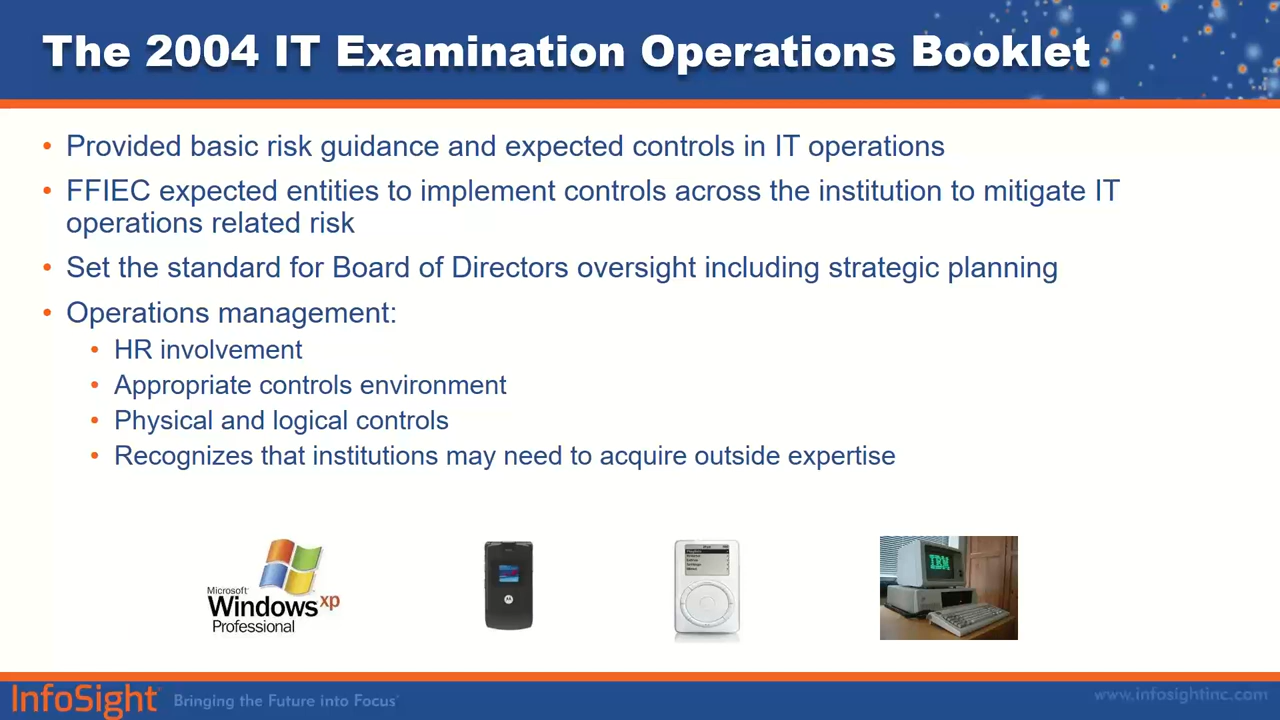 The 2004 IT Examination Operations Booklet
• Provided basic risk guidance and expected controls in IT operations
• FFIEC expected entities to implement controls across the institution to mitigate IT
operations related risk
• Set the standard for Board of Directors oversight including strategic planning
• Operations management:
• HR involvement
• Appropriate controls environment
• Physical and logical controls
• Recognizes that institutions may need to acquire outside expertise
Microsoft
Windows xp
Professional
IBM
InfoSight Bringing the Future into Focus
www.infosightinc.com